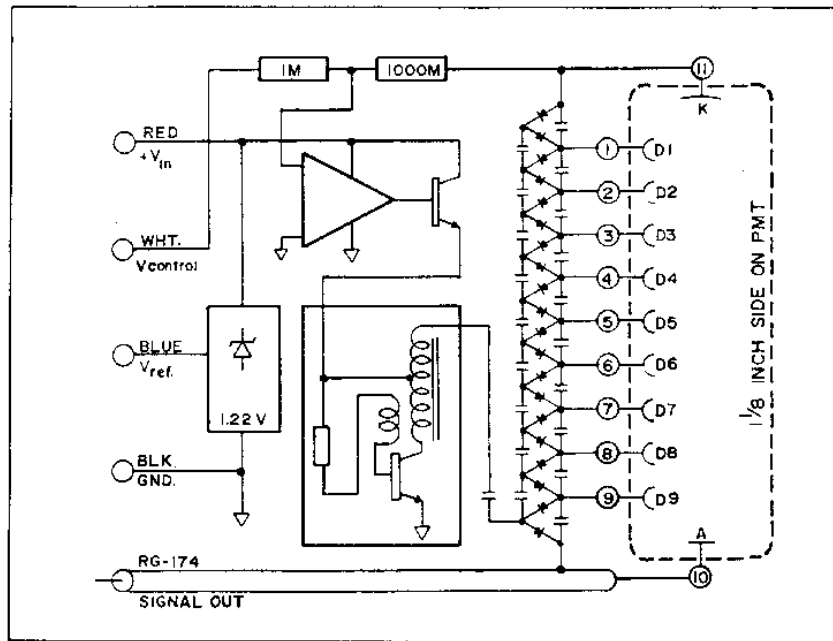 1M
1000M
11
K
RED
+Vin
WHT.
Vcontrol
BLUE
Vref.
1.22 V
BLK.
GND.
1
D1
2
D2
3
D3
4
D4
5
D5
6
D6
7
D7
8
D8
9
D9
1 1/8 INCH SIDE ON PMT
A
10
RG-174
SIGNAL OUT